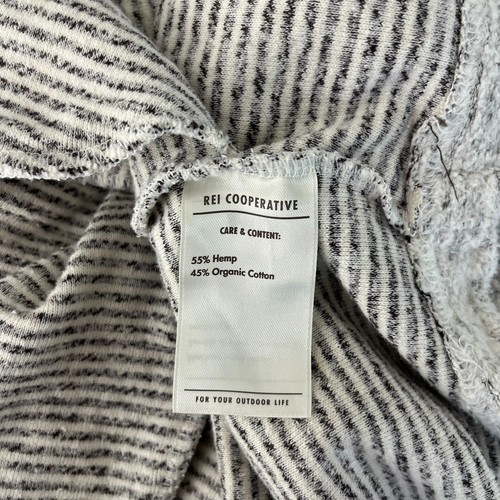 REI COOPERATIVE
CARE & CONTENT:
55% Hemp
45% Organic Cotton
FOR YOUR OUTDOOR LIFE